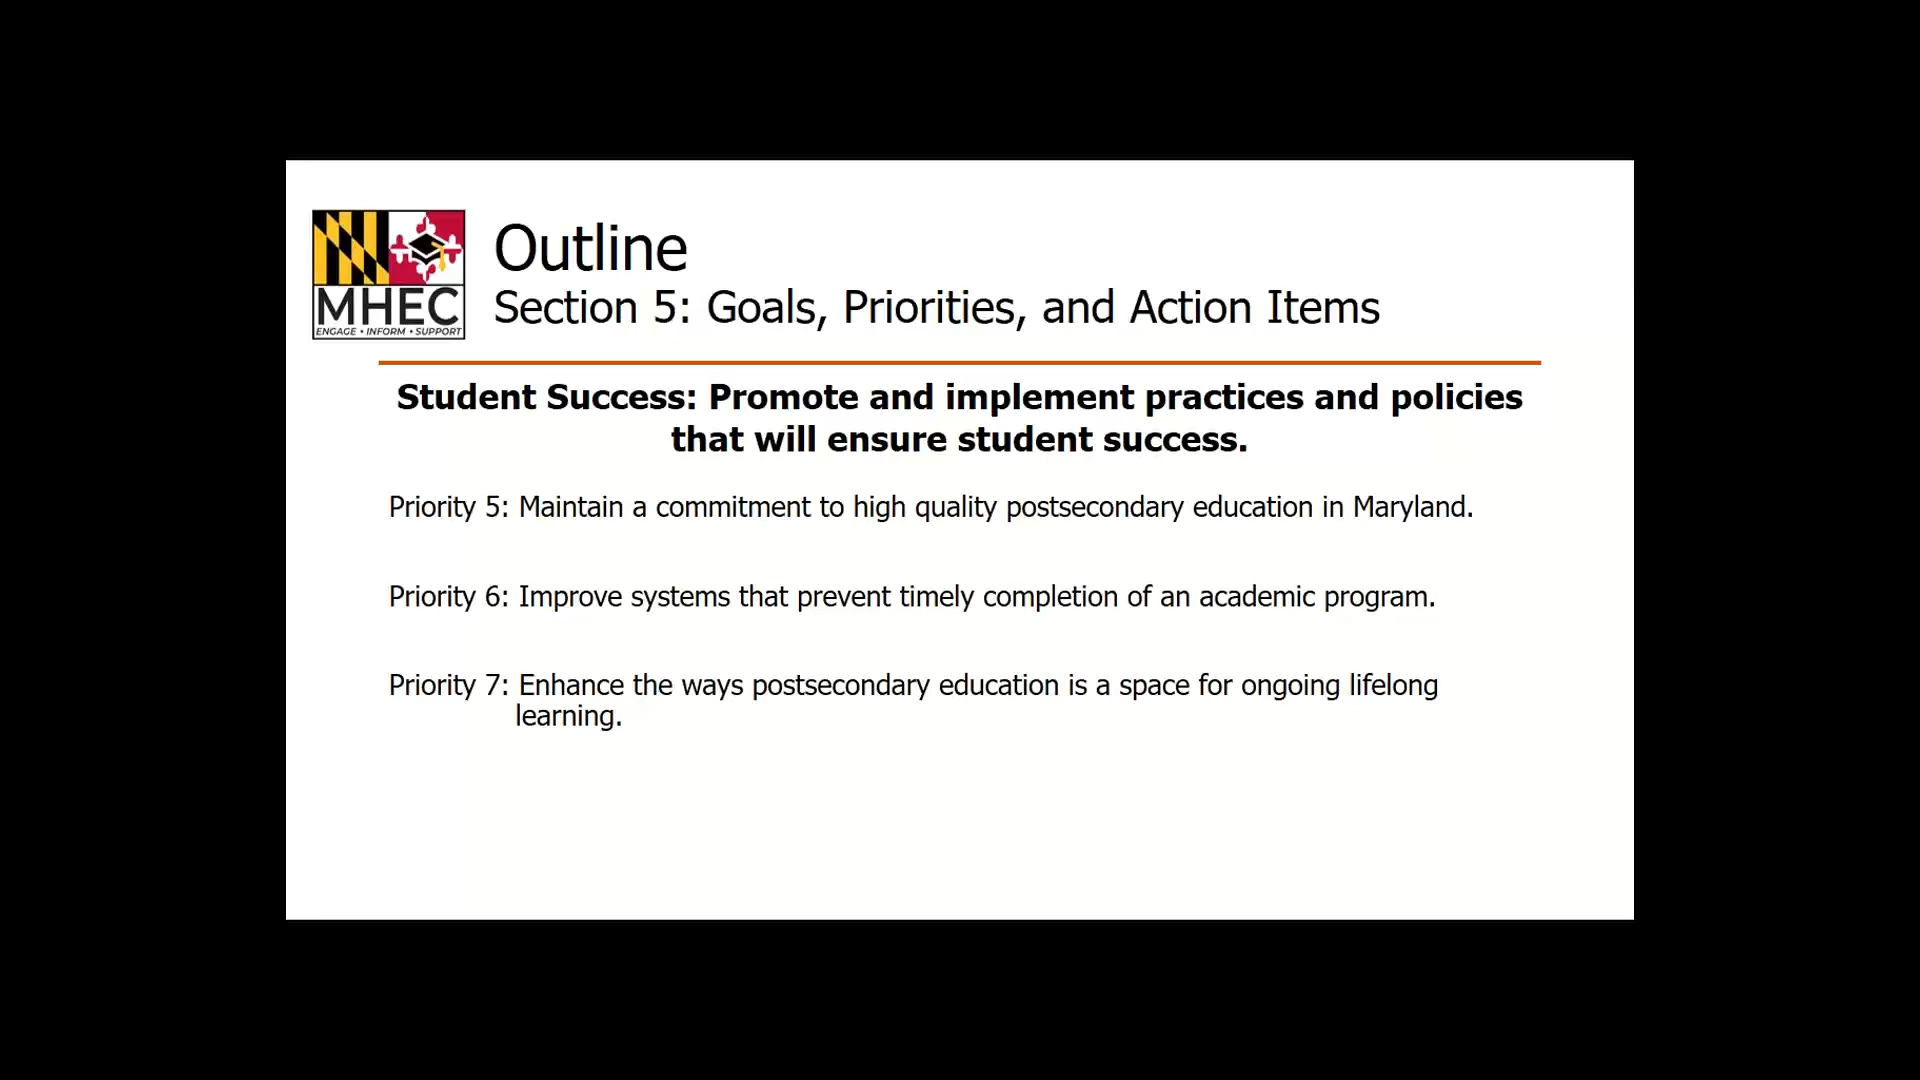 MHEC
ENGAGE • INFORM • SUPPORT
Outline
Section 5: Goals, Priorities, and Action Items
Student Success: Promote and implement practices and policies
that will ensure student success.
Priority 5: Maintain a commitment to high quality postsecondary education in Maryland.
Priority 6: Improve systems that prevent timely completion of an academic program.
Priority 7: Enhance the ways postsecondary education is a space for ongoing lifelong
learning.